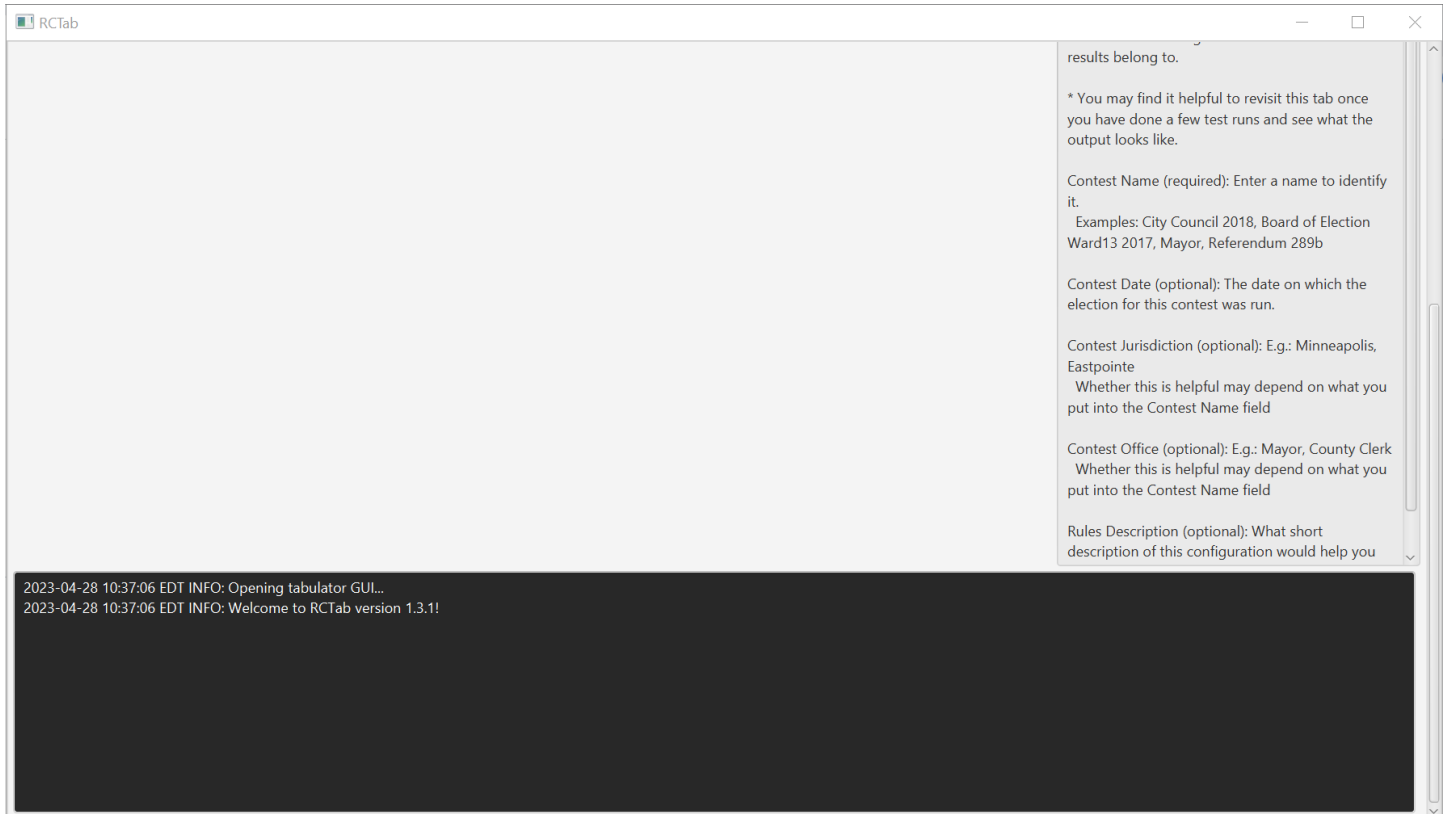 RCTab
results belong to.
* You may find it helpful to revisit this tab once
you have done a few test runs and see what the
output looks like.
Contest Name (required): Enter a name to identify
it.
Examples: City Council 2018, Board of Election
Ward13 2017, Mayor, Referendum 289b
Contest Date (optional): The date on which the
election for this contest was run.
Contest Jurisdiction (optional): E.g.: Minneapolis,
Eastpointe
Whether this is helpful may depend on what you
put into the Contest Name field
Contest Office (optional): E.g.: Mayor, County Clerk
Whether this is helpful may depend on what you
put into the Contest Name field
Rules Description (optional): What short
description of this configuration would help you
2023-04-28 10:37:06 EDT INFO: Opening tabulator GUI...
2023-04-28 10:37:06 EDT INFO: Welcome to RCTab version 1.3.1!